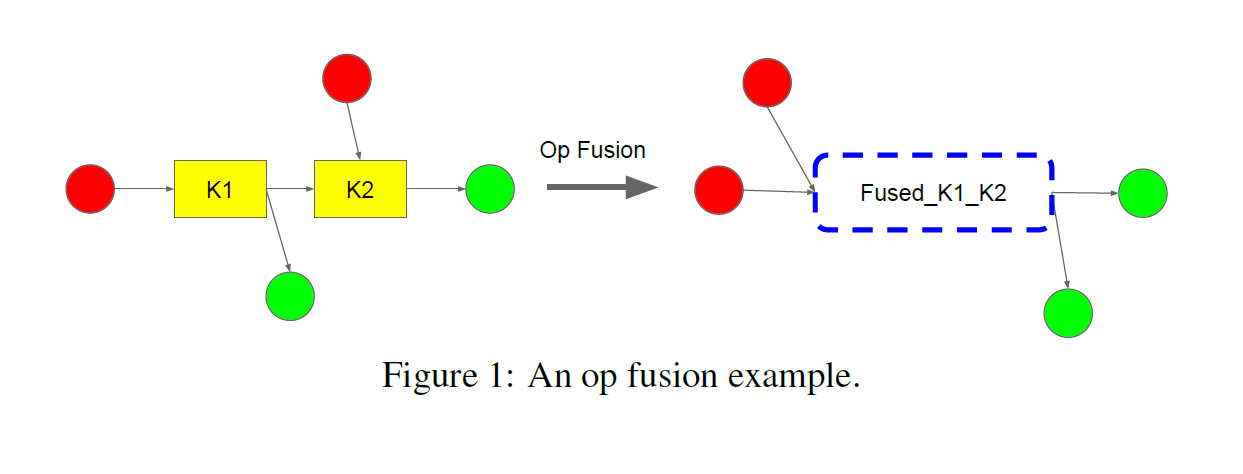 Op Fusion
K1
K2
Fused_K1_K2
Figure 1: An op fusion example.